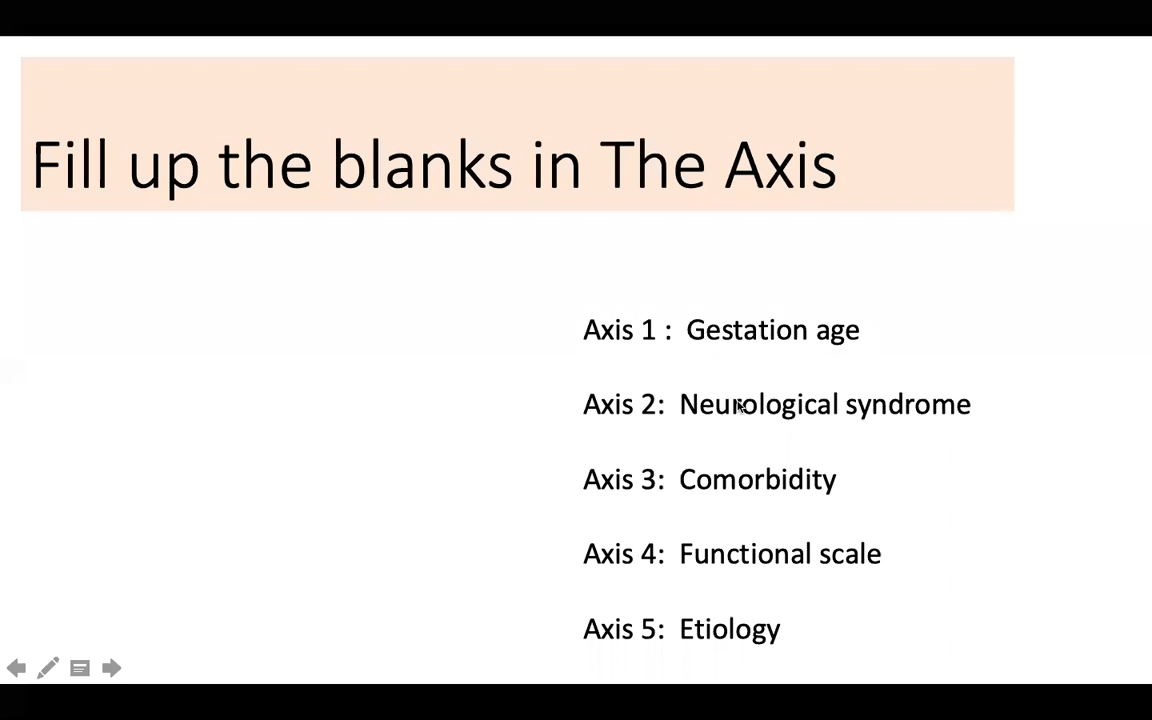 Fill up the blanks in The Axis
Axis 1 :  Gestation age
Axis 2:  Neurological syndrome
Axis 3:  Comorbidity
Axis 4:  Functional scale
Axis 5:  Etiology